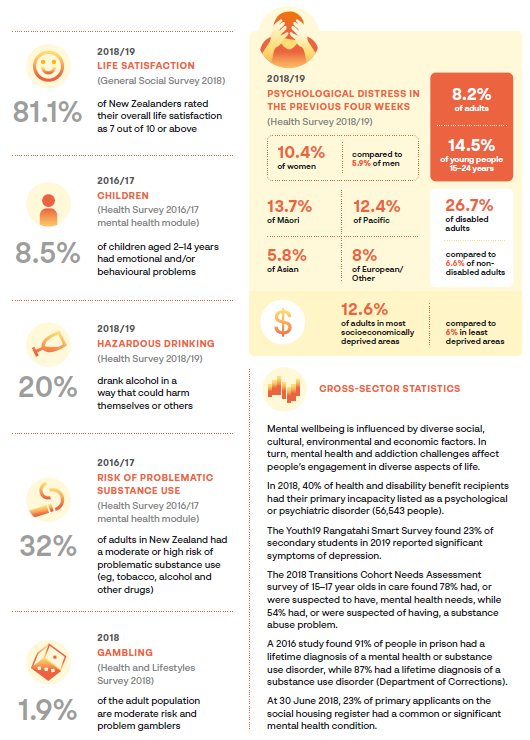 2018/19
LIFE SATISFACTION
(General Social Survey 2018)
81.1%
of New Zealanders rated
their overall life satisfaction
as 7 out of 10 or above
2016/17
CHILDREN
(Health Survey 2016/17
mental health module)
8.5%
of children aged 2–14 years
had emotional and/or
behavioural problems
2018/19
HAZARDOUS DRINKING
(Health Survey 2018/19)
20%
drank alcohol in a
way that could harm
themselves or others
2016/17
RISK OF PROBLEMATIC
SUBSTANCE USE
(Health Survey 2016/17
mental health module)
32%
of adults in New Zealand had
a moderate or high risk of
problematic substance use
(eg, tobacco, alcohol and
other drugs)
2018
GAMBLING
(Health and Lifestyles
Survey 2018)
1.9%
of the adult population
are moderate risk and
problem gamblers
2018/19
PSYCHOLOGICAL DISTRESS IN
THE PREVIOUS FOUR WEEKS
(Health Survey 2018/19)
8.2%
of adults
14.5%
of young people
15–24 years
10.4%
of women
compared to
5.9% of men
13.7%
of Māori
12.4%
of Pacific
5.8%
of Asian
8%
of European/
Other
26.7%
of disabled
adults
compared to
6.6% of non-
disabled adults
$
12.6%
of adults in most
socioeconomically
deprived areas
compared to
6% in least
deprived areas
CROSS-SECTOR STATISTICS
Mental wellbeing is influenced by diverse social,
cultural, environmental and economic factors. In
turn, mental health and addiction challenges affect
people's engagement in diverse aspects of life.
In 2018, 40% of health and disability benefit recipients
had their primary incapacity listed as a psychological
or psychiatric disorder (56,543 people).
The Youth19 Rangatahi Smart Survey found 23% of
secondary students in 2019 reported significant
symptoms of depression.
The 2018 Transitions Cohort Needs Assessment
survey of 15–17 year olds in care found 78% had, or
were suspected to have, mental health needs, while
54% had, or were suspected of having, a substance
abuse problem.
A 2016 study found 91% of people in prison had a
lifetime diagnosis of a mental health or substance
use disorder, while 87% had a lifetime diagnosis of a
substance use disorder (Department of Corrections).
At 30 June 2018, 23% of primary applicants on the
social housing register had a common or significant
mental health condition.